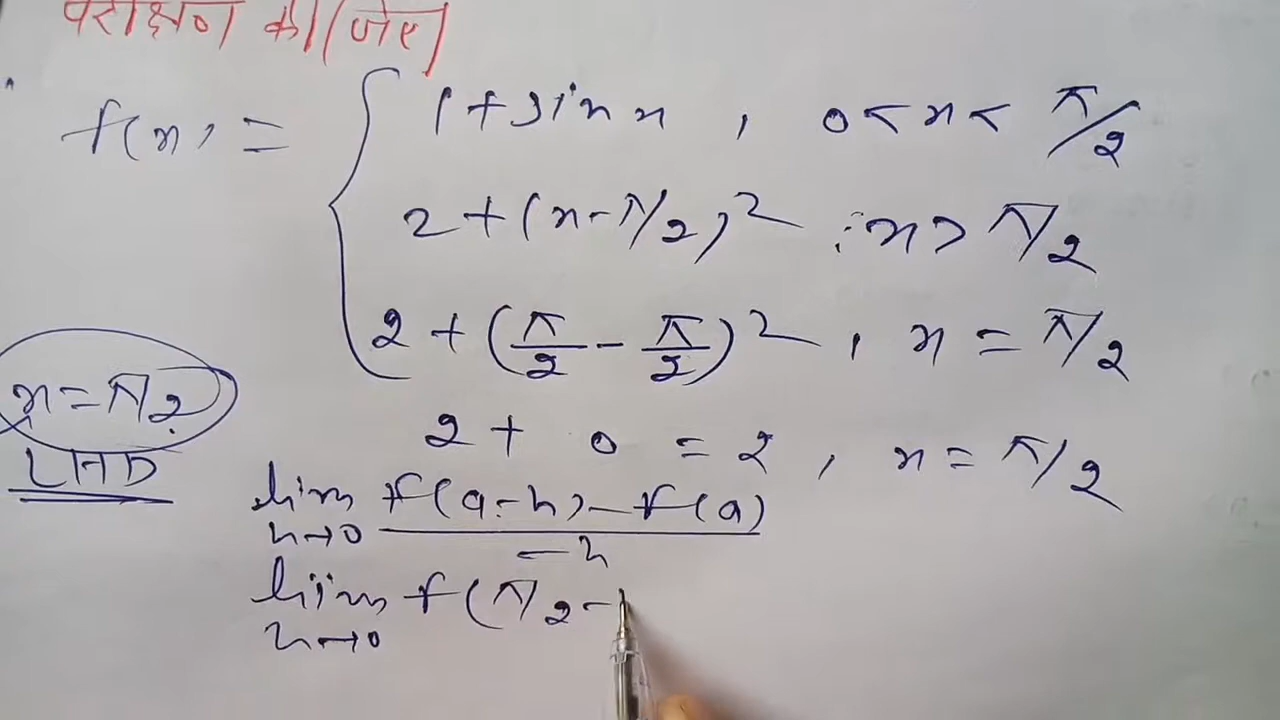 परीक्षण कीजिए
f(x) = { 1 + sin x , 0 < x < π/2
2 + (x - π/2)² ; x > π/2
2 + (π/2 - π/2)² , x = π/2
x = π/2
2 + 0 = 2 , x = π/2
LHD
lim h→0 f(a-h) - f(a) / -h
lim h→0 f(π/2 -